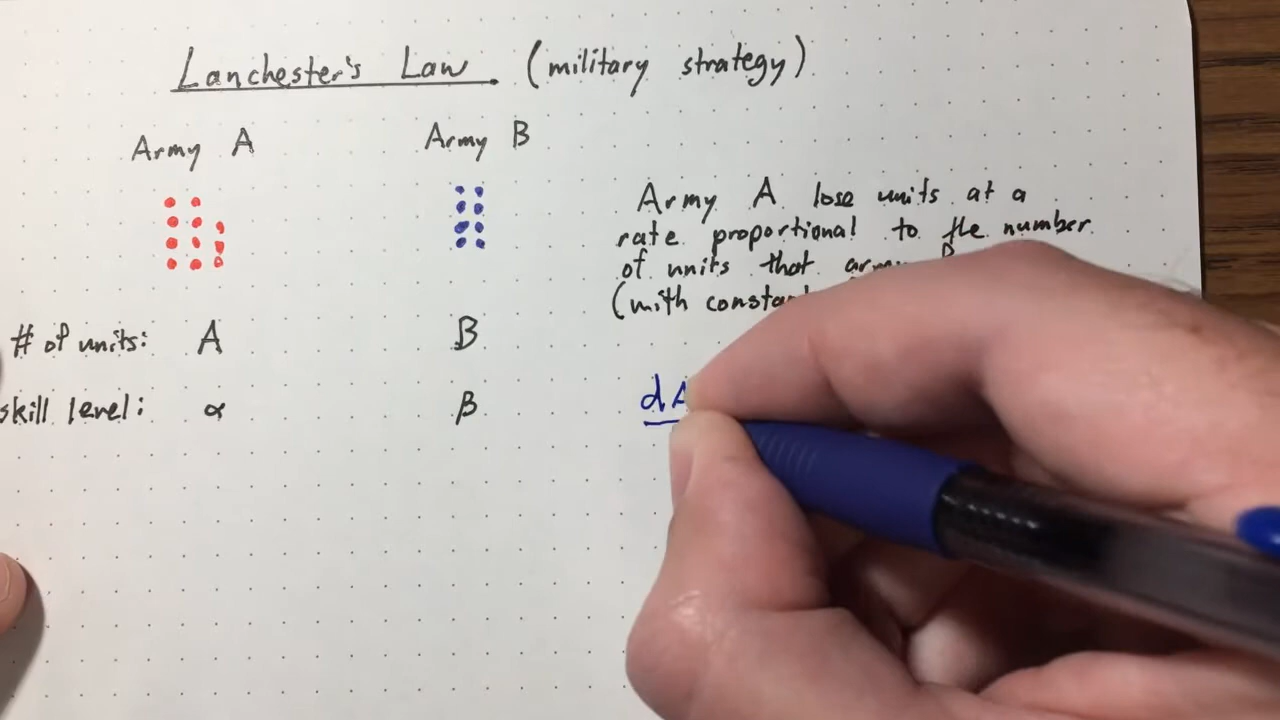 Lanchester's Law (military strategy)
Army A
Army B
Army A lose units at a
rate proportional to the number
of units that
(with
# of units: A B
skill level: α β
dA